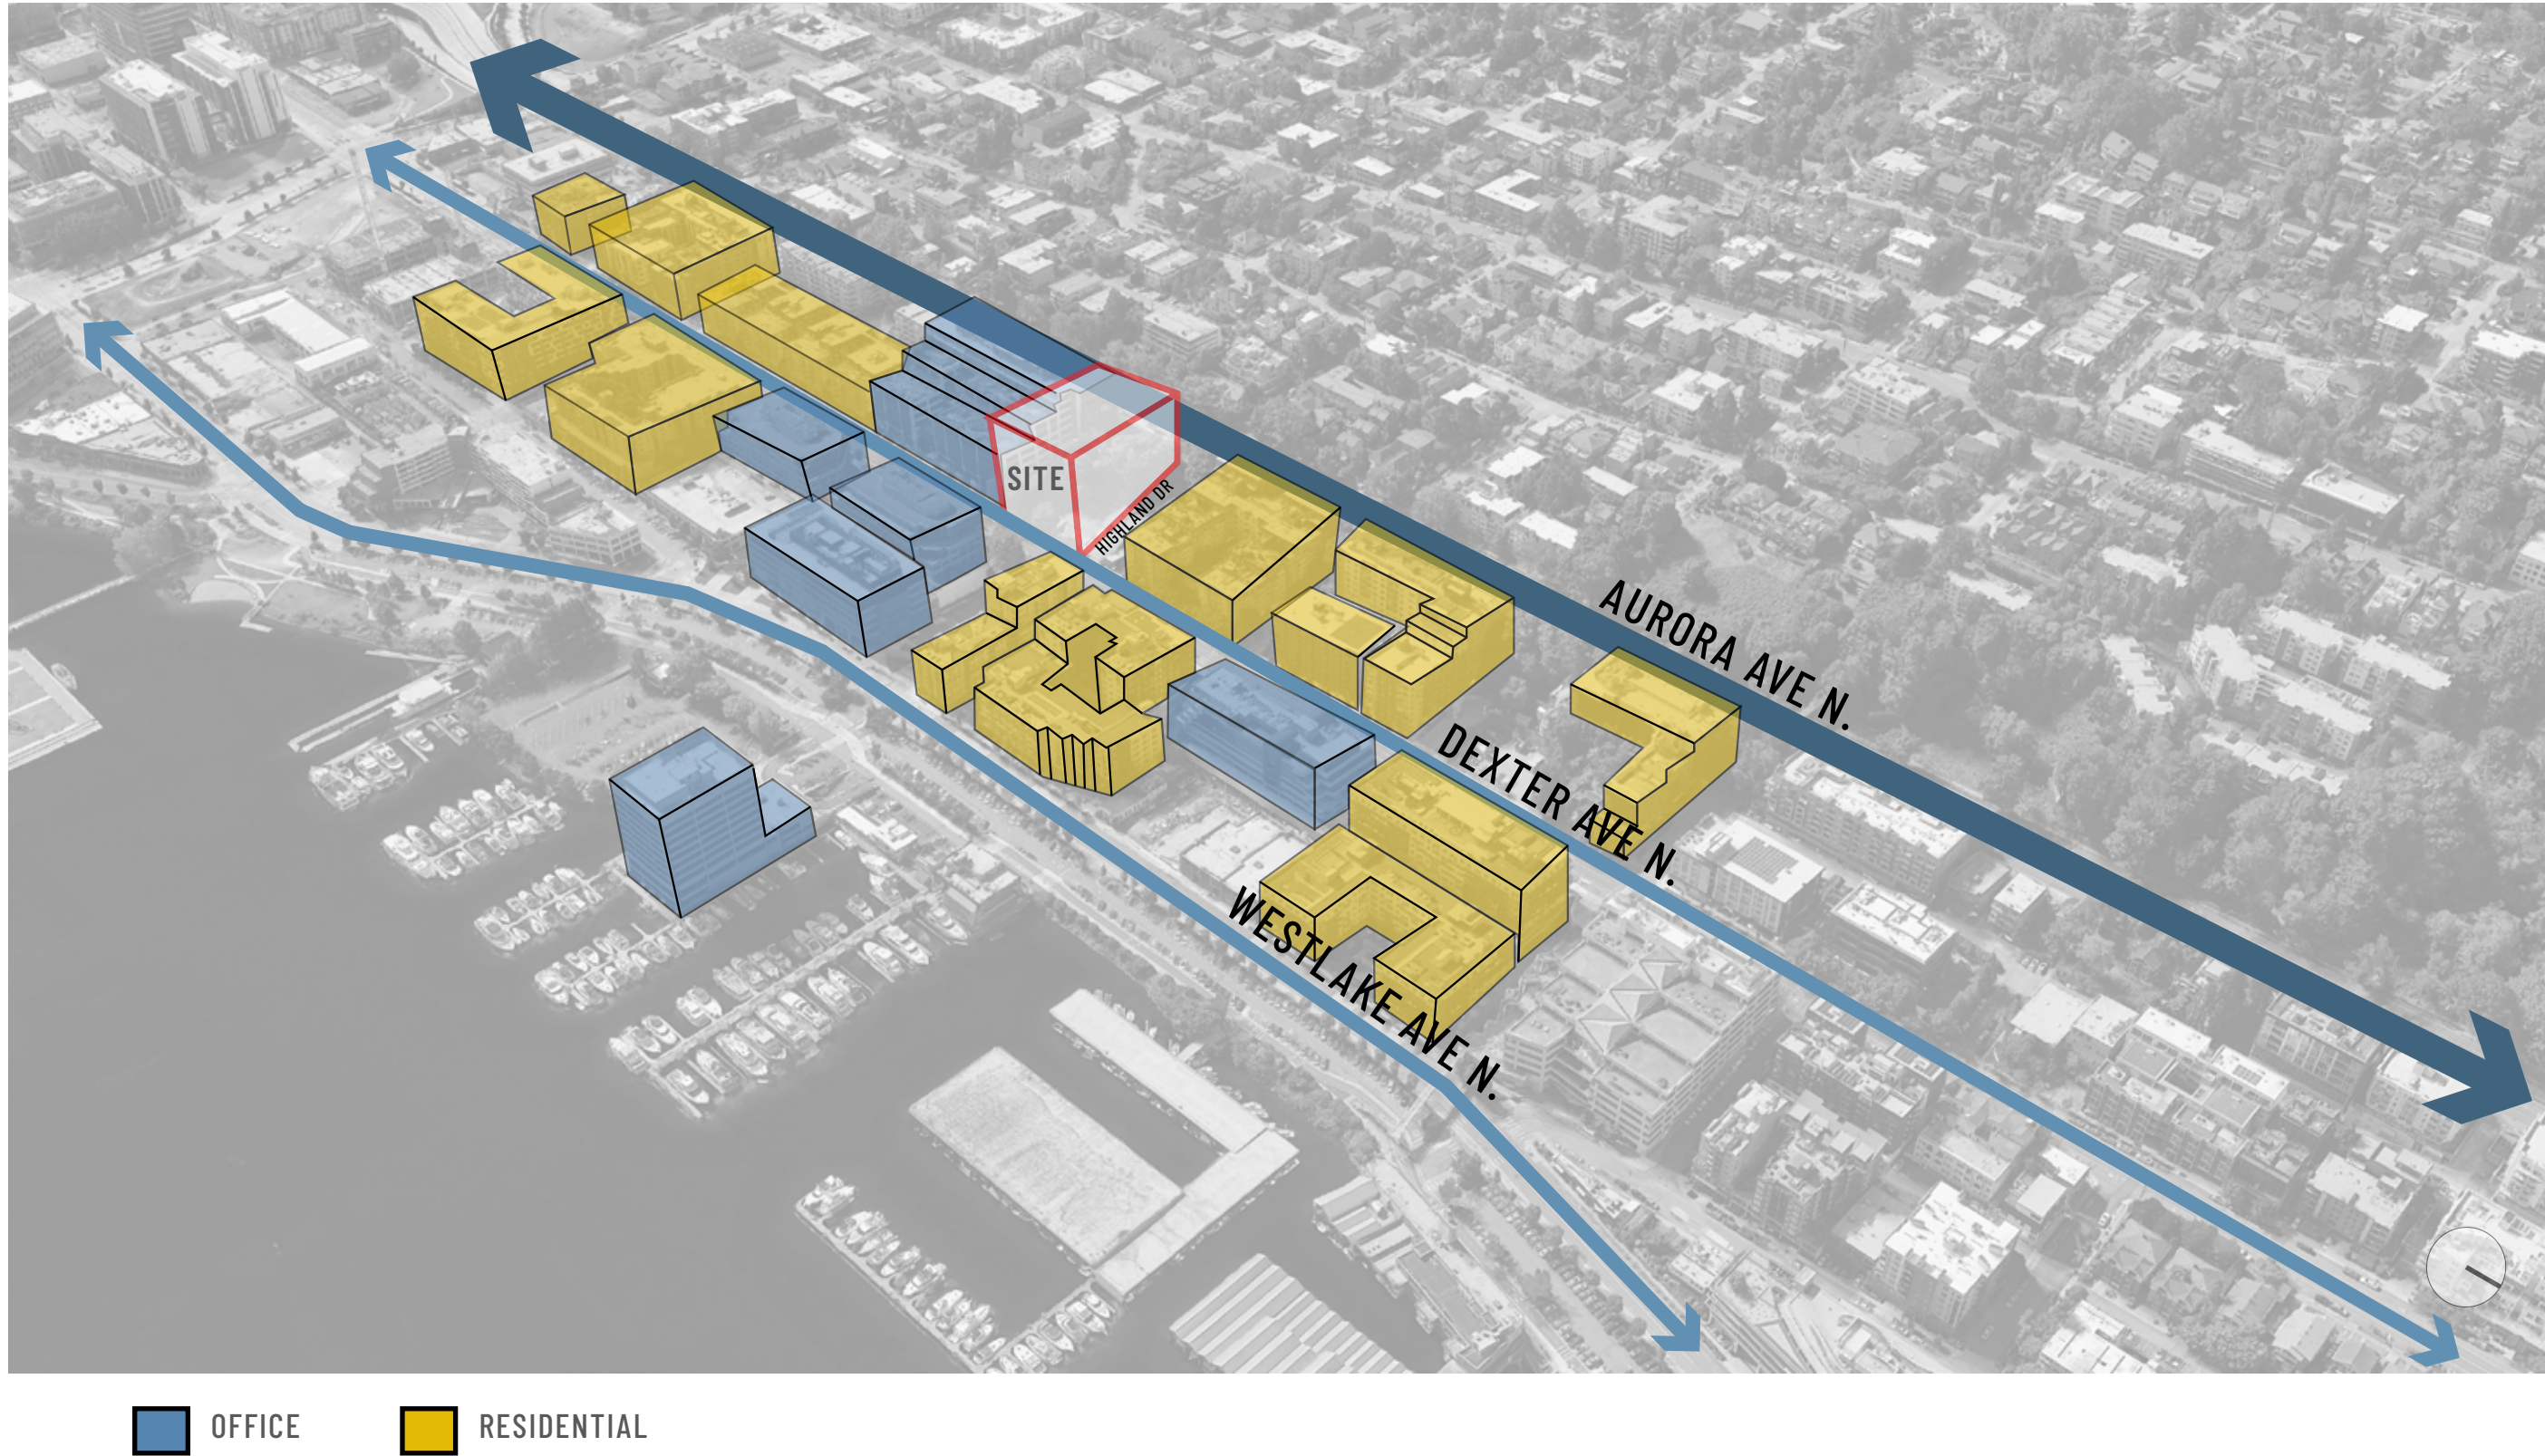 SITE
HIGHLAND DR
AURORA AVE N.
DEXTER AVE N.
WESTLAKE AVE N.
OFFICE
RESIDENTIAL